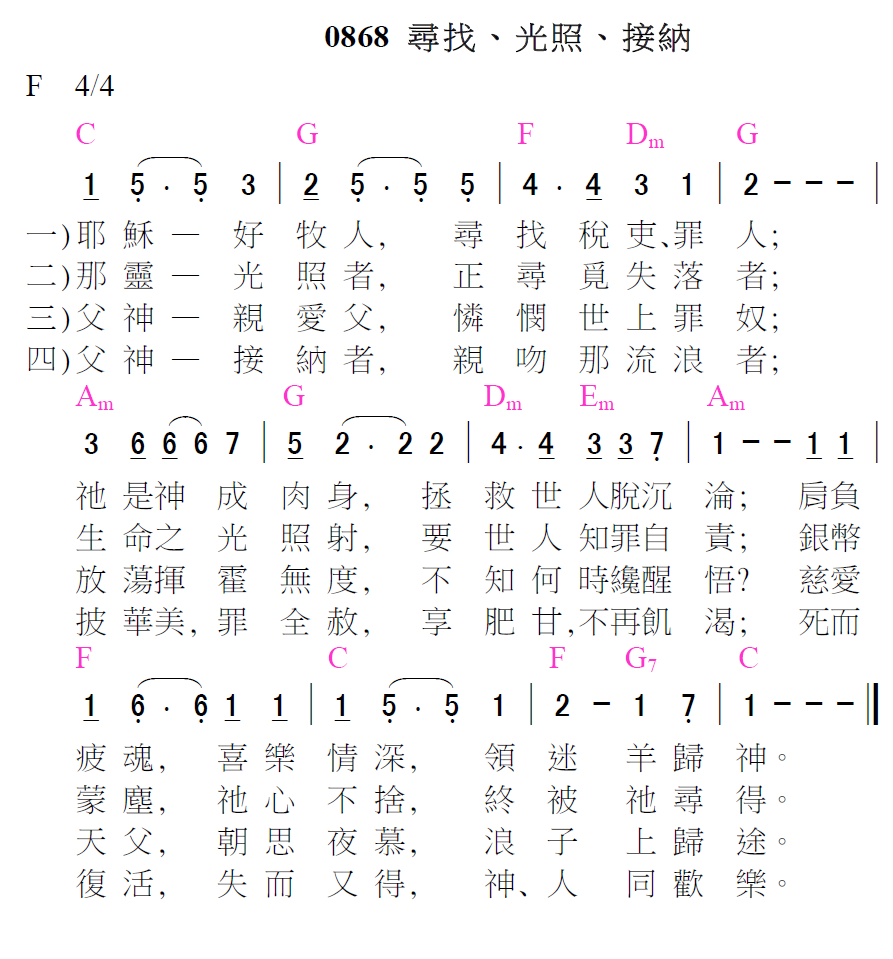 0868 尋找、光照、接納
F 4/4
C G F Dm G
1 5 · 5 3 | 2 5 · 5 5 | 4 · 4 3 1 | 2 - - - |
一)耶穌—好牧人, 尋找稅吏、罪人;
二)那靈—光照者, 正尋覓失落者;
三)父神—親愛父, 憐憫世上罪奴;
四)父神—接納者, 親吻那流浪者;
Am G Dm Em Am
3 6 6 6 7 | 5 2 · 2 2 | 4 · 4 3 3 7 | 1 - - 1 1 |
祂是神成肉身, 拯救世人脫沉淪; 肩負
生命之光照射, 要世人知罪自責; 銀幣
放蕩揮霍無度, 不知何時纔醒悟? 慈愛
披華美, 罪全赦, 享肥甘,不再飢渴; 死而
F C F G7 C
1 6 · 6 1 1 | 1 5 · 5 1 | 2 - 1 7 | 1 - - - ||
疲魂, 喜樂情深, 領迷羊歸神。
蒙塵, 祂心不捨, 終被祂尋得。
天父, 朝思夜慕, 浪子上歸途。
復活, 失而又得, 神、人同歡樂。